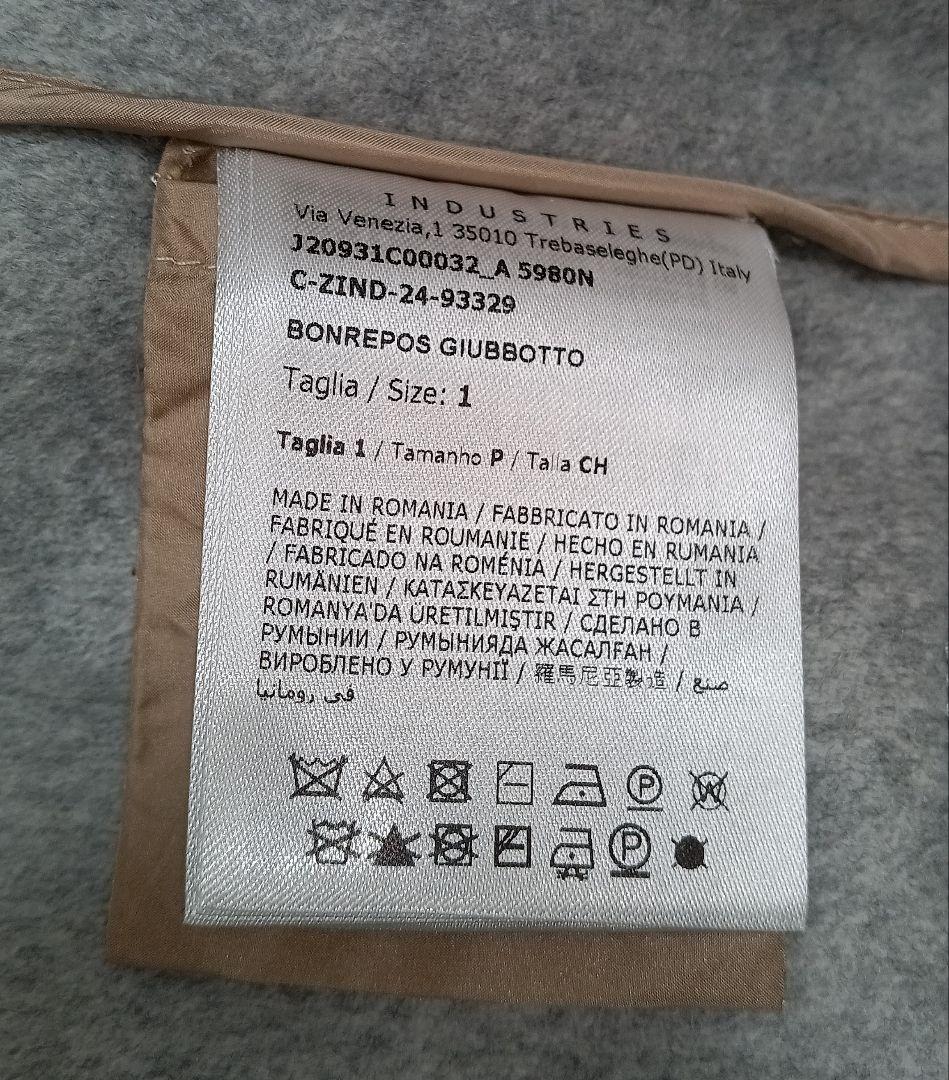 INDUSTRIES
Via Venezia,1 35010 Trebaseleghe(PD) Italy
J20931C00032_A 5980N
C-ZIND-24-93329
BONREPOS GIUBBOTTO
Taglia / Size: 1
Taglia 1 / Tamanho P / Talla CH
MADE IN ROMANIA / FABBRICATO IN ROMANIA /
FABRIQUÉ EN ROUMANIE / HECHO EN RUMANIA
/ FABRICADO NA ROMÉNIA / HERGESTELLT IN
RUMÄNIEN / ΚΑΤΑΣΚΕΥΑΖΕΤΑΙ ΣΤΗ ΡΟΥΜΑΝΙΑ /
ROMANYA'DA ÜRETILMIŞTIR / СДЕЛАНО В
РУМЫНИИ / РУМЫНИЯДА ЖАСАЛҒАН /
ВИРОБЛЕНО У РУМУНІЇ / 羅馬尼亞製造 / صنع
في رومانيا
P W
P